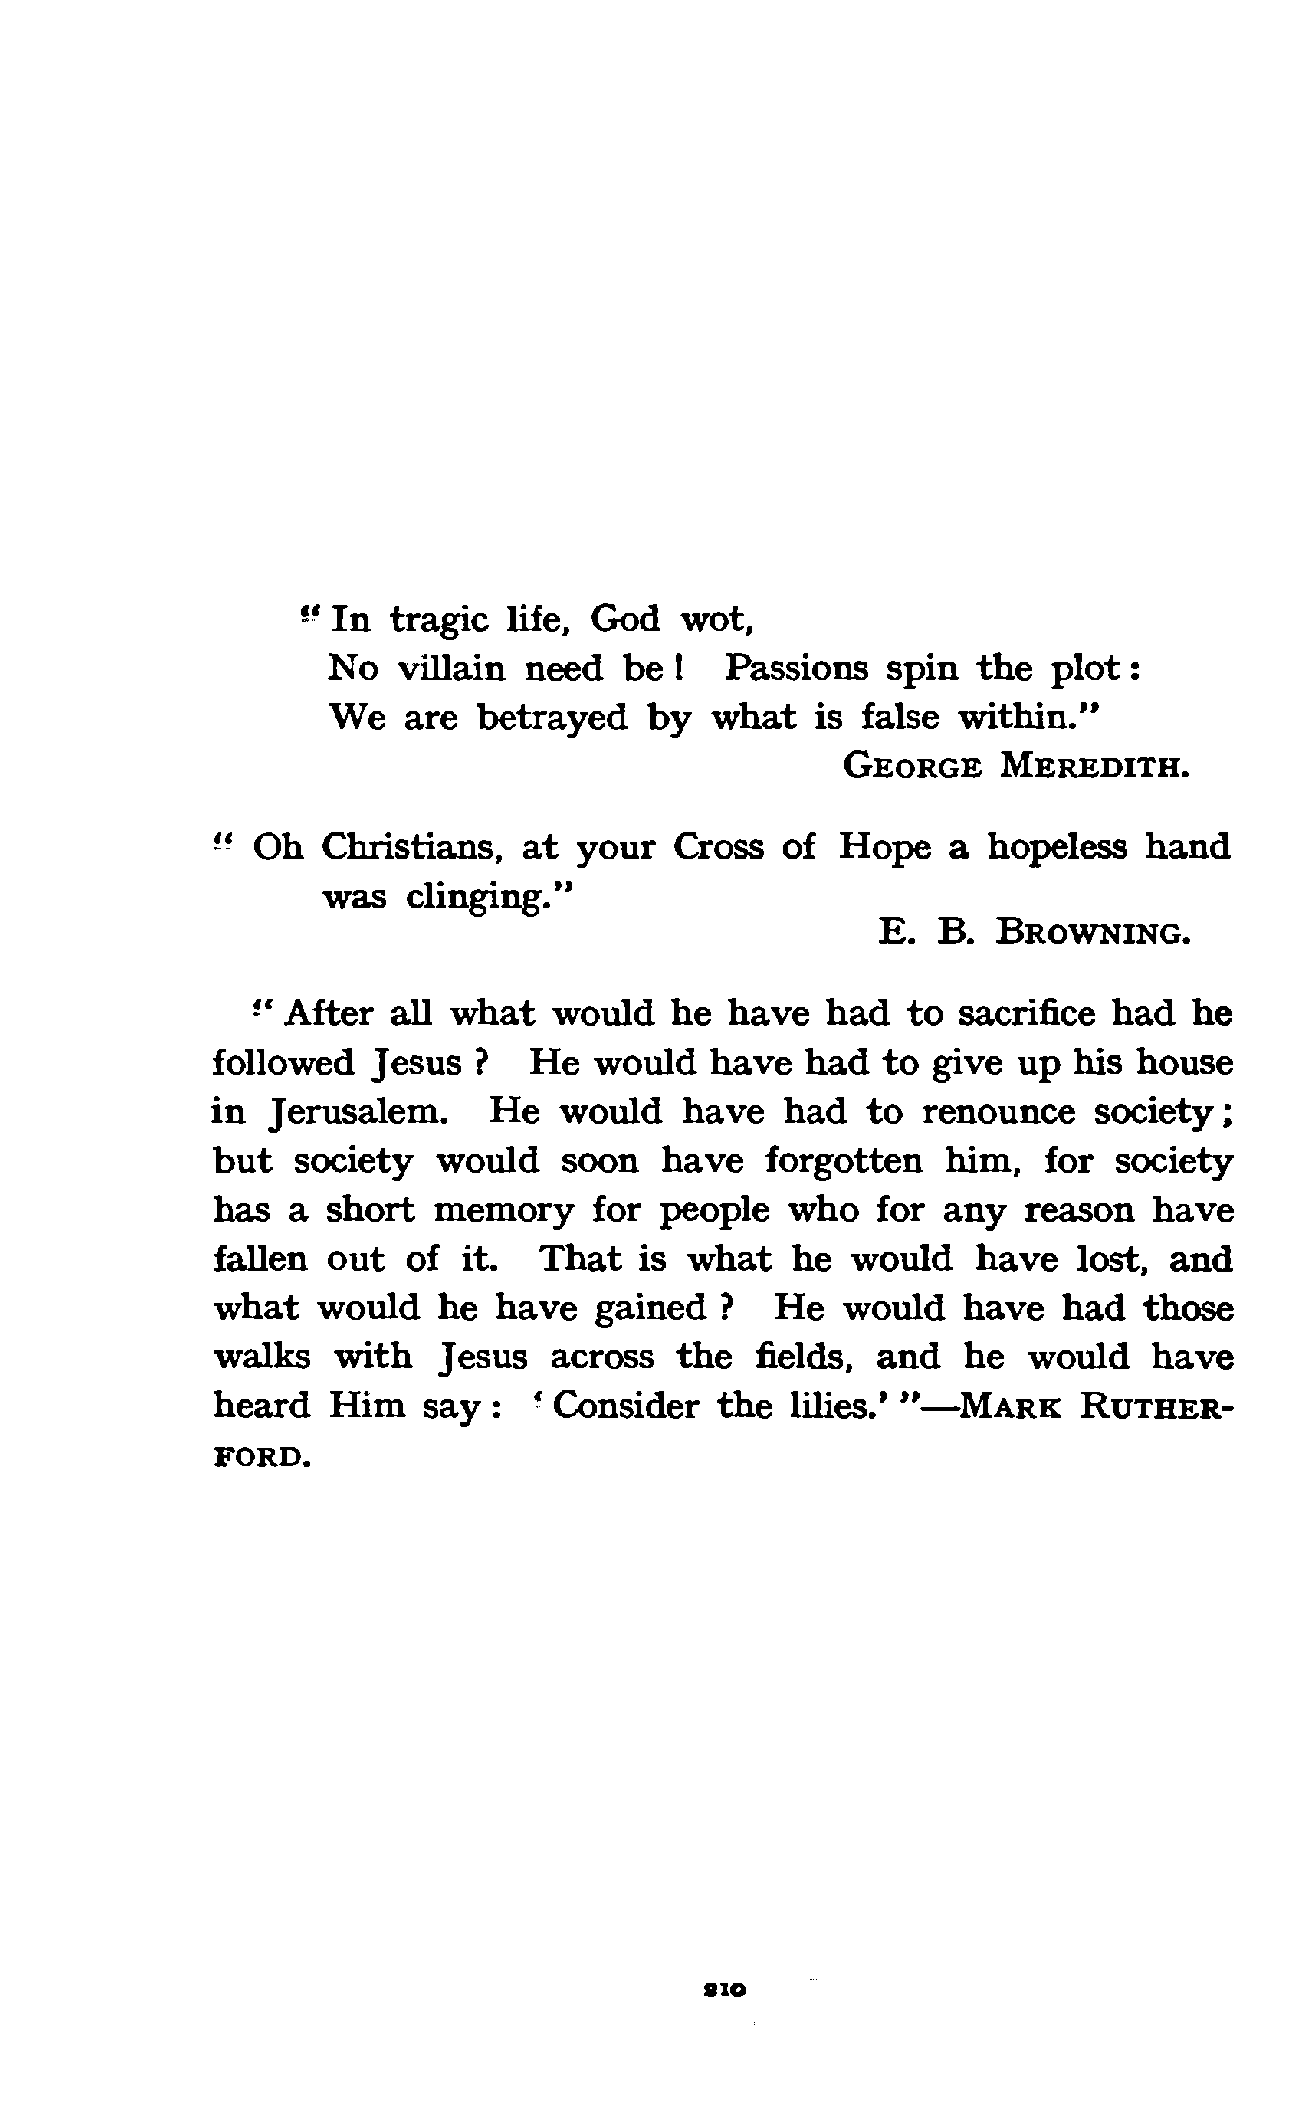 “ In tragic life, God wot,
No villain need be! Passions spin the plot:
We are betrayed by what is false within.”
GEORGE MEREDITH.
“ Oh Christians, at your Cross of Hope a hopeless hand
was clinging.”
E. B. BROWNING.
“ After all what would he have had to sacrifice had he
followed Jesus? He would have had to give up his house
in Jerusalem. He would have had to renounce society;
but society would soon have forgotten him, for society
has a short memory for people who for any reason have
fallen out of it. That is what he would have lost, and
what would he have gained? He would have had those
walks with Jesus across the fields, and he would have
heard Him say: ‘ Consider the lilies.’ ”—MARK RUTHER-
FORD.
210